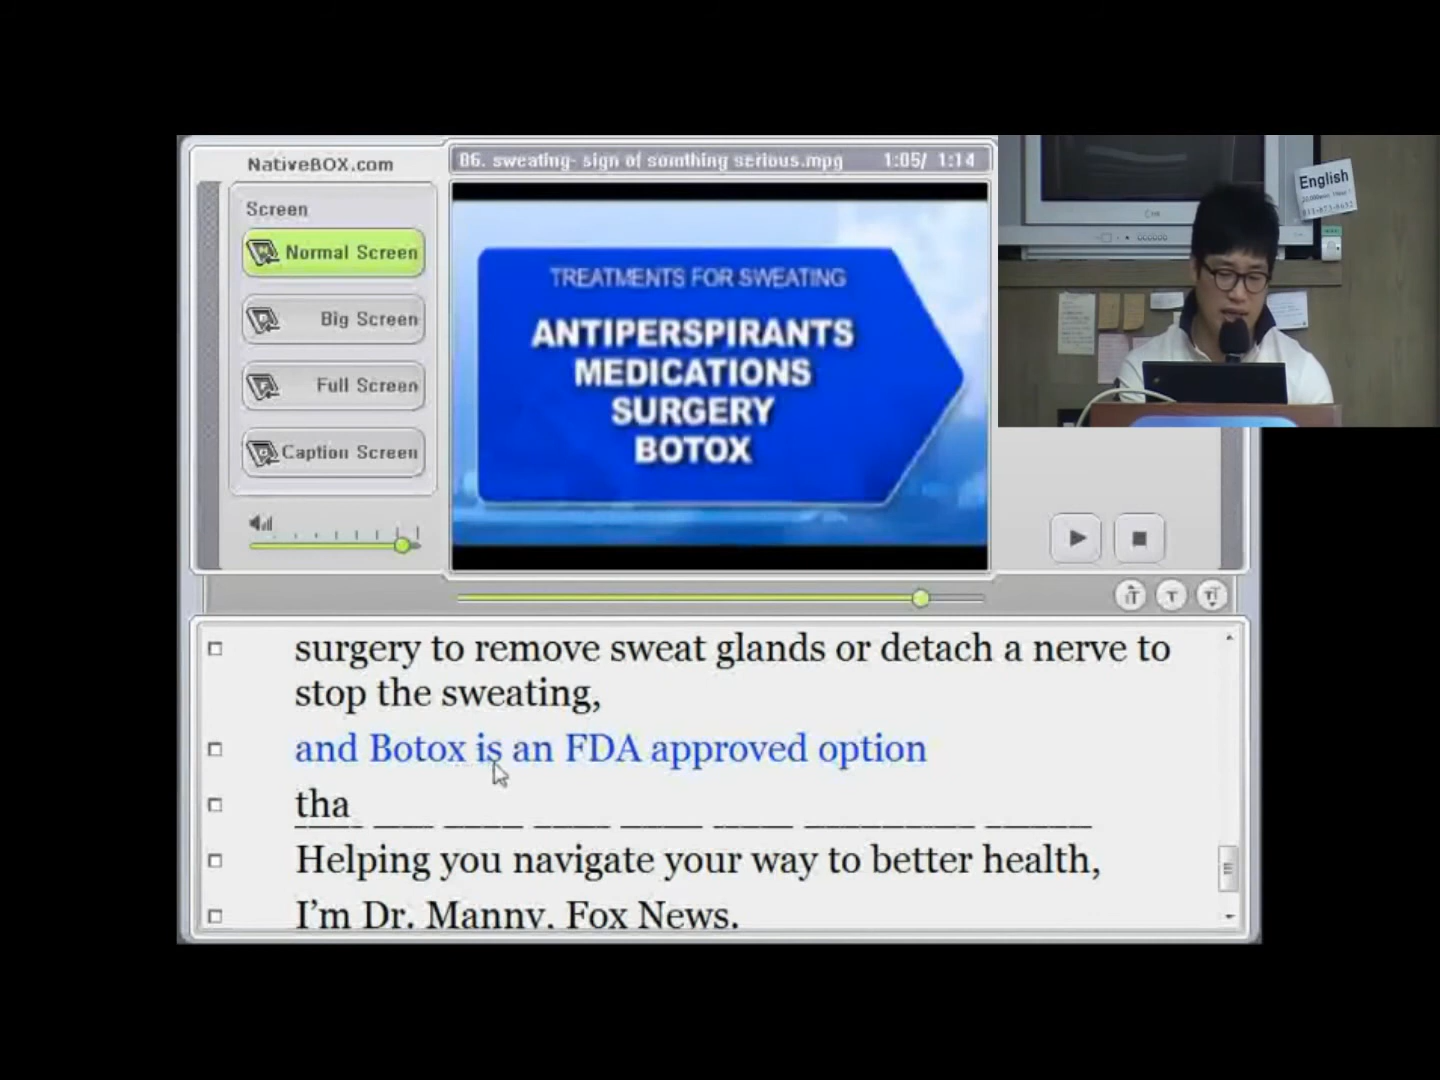 NativeBOX.com
86. sweating- sign of somthing serious.mpg
1:05/ 1:14
Screen
Normal Screen
Big Screen
Full Screen
Caption Screen
TREATMENTS FOR SWEATING
ANTIPERSPIRANTS
MEDICATIONS
SURGERY
BOTOX
English
surgery to remove sweat glands or detach a nerve to
stop the sweating,
and Botox is an FDA approved option
tha
Helping you navigate your way to better health,
I'm Dr. Manny, Fox News.